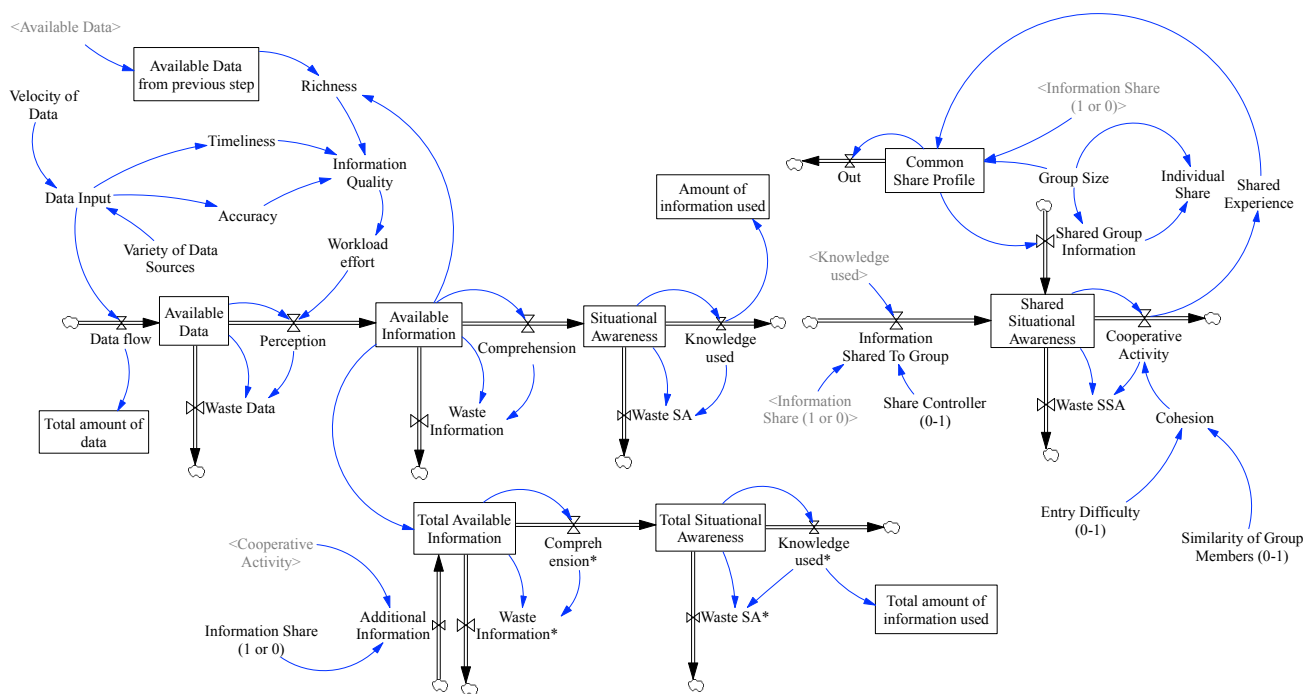 <Available Data>
Available Data
from previous step
Richness
Velocity of
Data
Timeliness
Information
Quality
Data Input
Accuracy
Variety of Data
Sources
Workload
effort
Amount of
information used
<Information Share
(1 or 0)>
Out
Common
Share Profile
Group Size
Individual
Share
Shared
Experience
Shared Group
Information
<Knowledge
used>
Data flow
Available
Data
Perception
Available
Information
Comprehension
Situational
Awareness
Knowledge
used
Information
Shared To Group
Shared
Situational
Awareness
Cooperative
Activity
Waste Data
Waste
Information
Waste SA
<Information
Share (1 or 0)>
Share Controller
(0-1)
Waste SSA
Cohesion
Total amount of
data
Entry Difficulty
(0-1)
Similarity of Group
Members (0-1)
Total Available
Information
Compreh
ension*
Total Situational
Awareness
Knowledge
used*
<Cooperative
Activity>
Additional
Information
Waste
Information*
Waste SA*
Total amount of
information used
Information Share
(1 or 0)